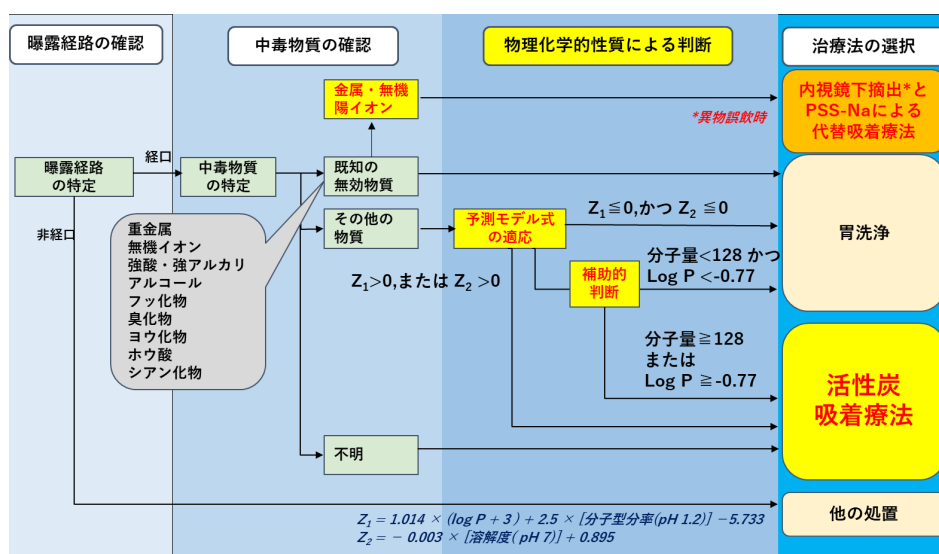 曝露経路の確認
中毒物質の確認
物理化学的性質による判断
治療法の選択
金属・無機
陽イオン
*異物誤飲時
内視鏡下摘出*と
PSS-Naによる
代替吸着療法
曝露経路
の特定
経口
非経口
中毒物質
の特定
既知の
無効物質
重金属
無機イオン
強酸・強アルカリ
アルコール
フッ化物
臭化物
ヨウ化物
ホウ酸
シアン化物
その他の
物質
予測モデル式
の適応
Z1≦0,かつ Z2 ≦0
胃洗浄
Z1>0,または Z2 >0
補助的
判断
分子量<128 かつ
Log P <-0.77
分子量≧128
または
Log P ≧-0.77
活性炭
吸着療法
不明
他の処置
Z1 = 1.014 × (log P + 3) + 2.5 × [分子型分率(pH 1.2)] − 5.733
Z2 = − 0.003 × [溶解度( pH 7)] + 0.895